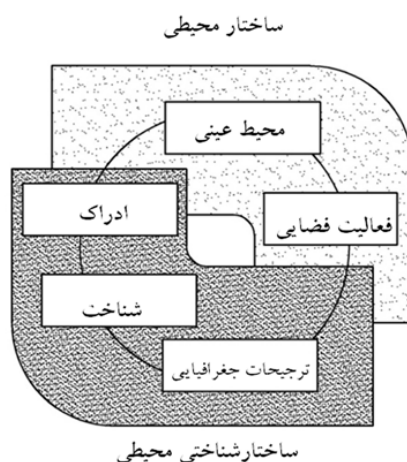 ساختار محیطی
محیط عینی
فعالیت فضایی
ادراک
شناخت
ترجیحات جغرافیایی
ساختارشناختی محیطی